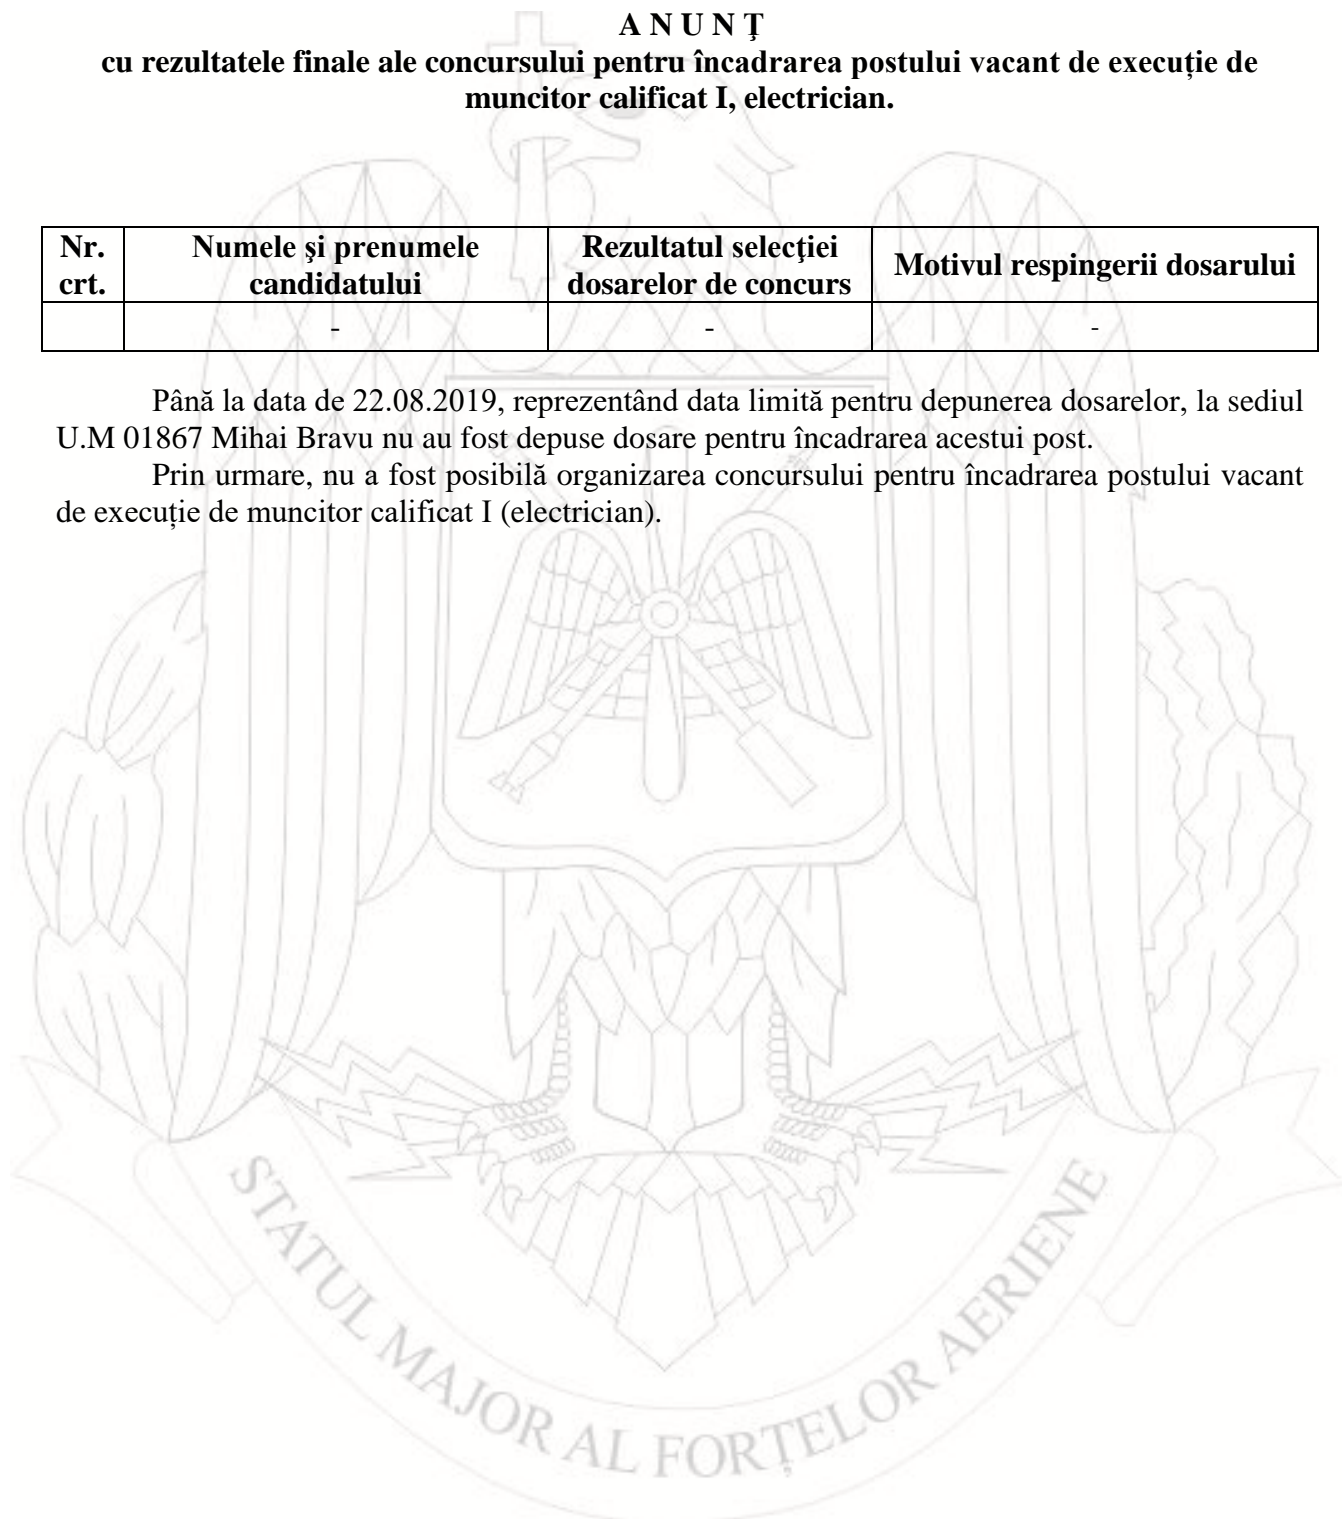 A N U N Ţ
cu rezultatele finale ale concursului pentru încadrarea postului vacant de execuție de
muncitor calificat I, electrician.
Nr. crt.
Numele şi prenumele candidatului
Rezultatul selecţiei dosarelor de concurs
Motivul respingerii dosarului
- - -
Până la data de 22.08.2019, reprezentând data limită pentru depunerea dosarelor, la sediul
U.M 01867 Mihai Bravu nu au fost depuse dosare pentru încadrarea acestui post.
Prin urmare, nu a fost posibilă organizarea concursului pentru încadrarea postului vacant
de execuție de muncitor calificat I (electrician).
STATUL MAJOR AL FORȚELOR AERIENE